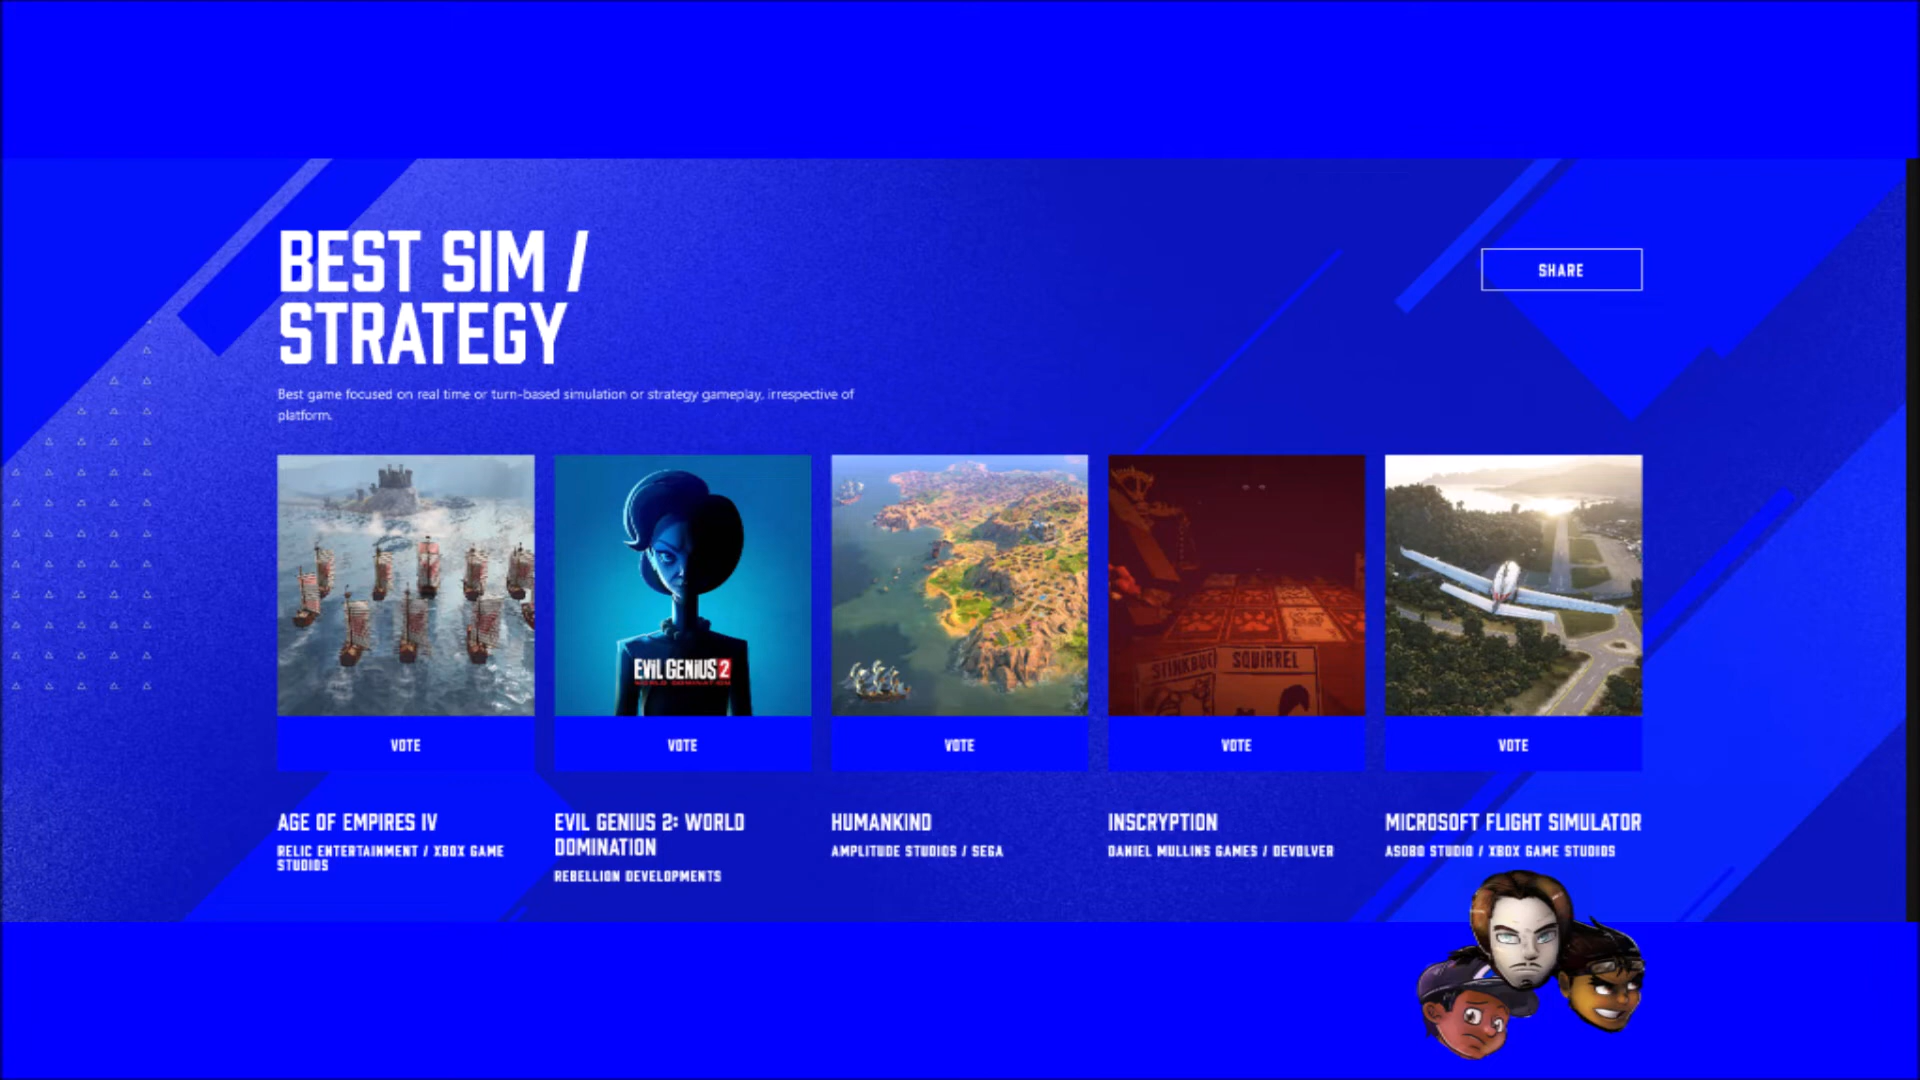 BEST SIM /
STRATEGY
SHARE
Best game focused on real time or turn-based simulation or strategy gameplay, irrespective of
platform.
EVIL GENIUS 2
WORLD DOMINATION
STINKBUG
SQUIRREL
VOTE
VOTE
VOTE
VOTE
VOTE
AGE OF EMPIRES IV
RELIC ENTERTAINMENT / XBOX GAME
STUDIOS
EVIL GENIUS 2: WORLD
DOMINATION
REBELLION DEVELOPMENTS
HUMANKIND
AMPLITUDE STUDIOS / SEGA
INSCRYPTION
DANIEL MULLINS GAMES / DEVOLVER
MICROSOFT FLIGHT SIMULATOR
ASOBO STUDIO / XBOX GAME STUDIOS